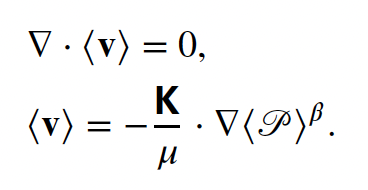 ∇ · ⟨𝐯⟩ = 0,
⟨𝐯⟩ = −𝗞/μ · ∇⟨𝒫⟩^β.